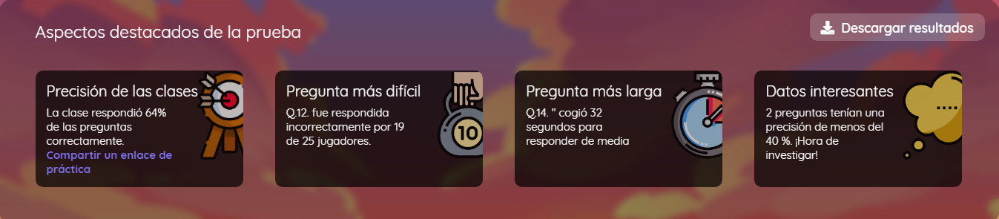 Aspectos destacados de la prueba
Descargar resultados
Precisión de las clases
La clase respondió 64%
de las preguntas
correctamente.
Compartir un enlace de
práctica
Pregunta más difícil
Q.12. fue respondida
incorrectamente por 19
de 25 jugadores.
10
Pregunta más larga
Q.14. " cogió 32
segundos para
responder de media
Datos interesantes
2 preguntas tenían una
precisión de menos del
40 %. ¡Hora de
investigar!